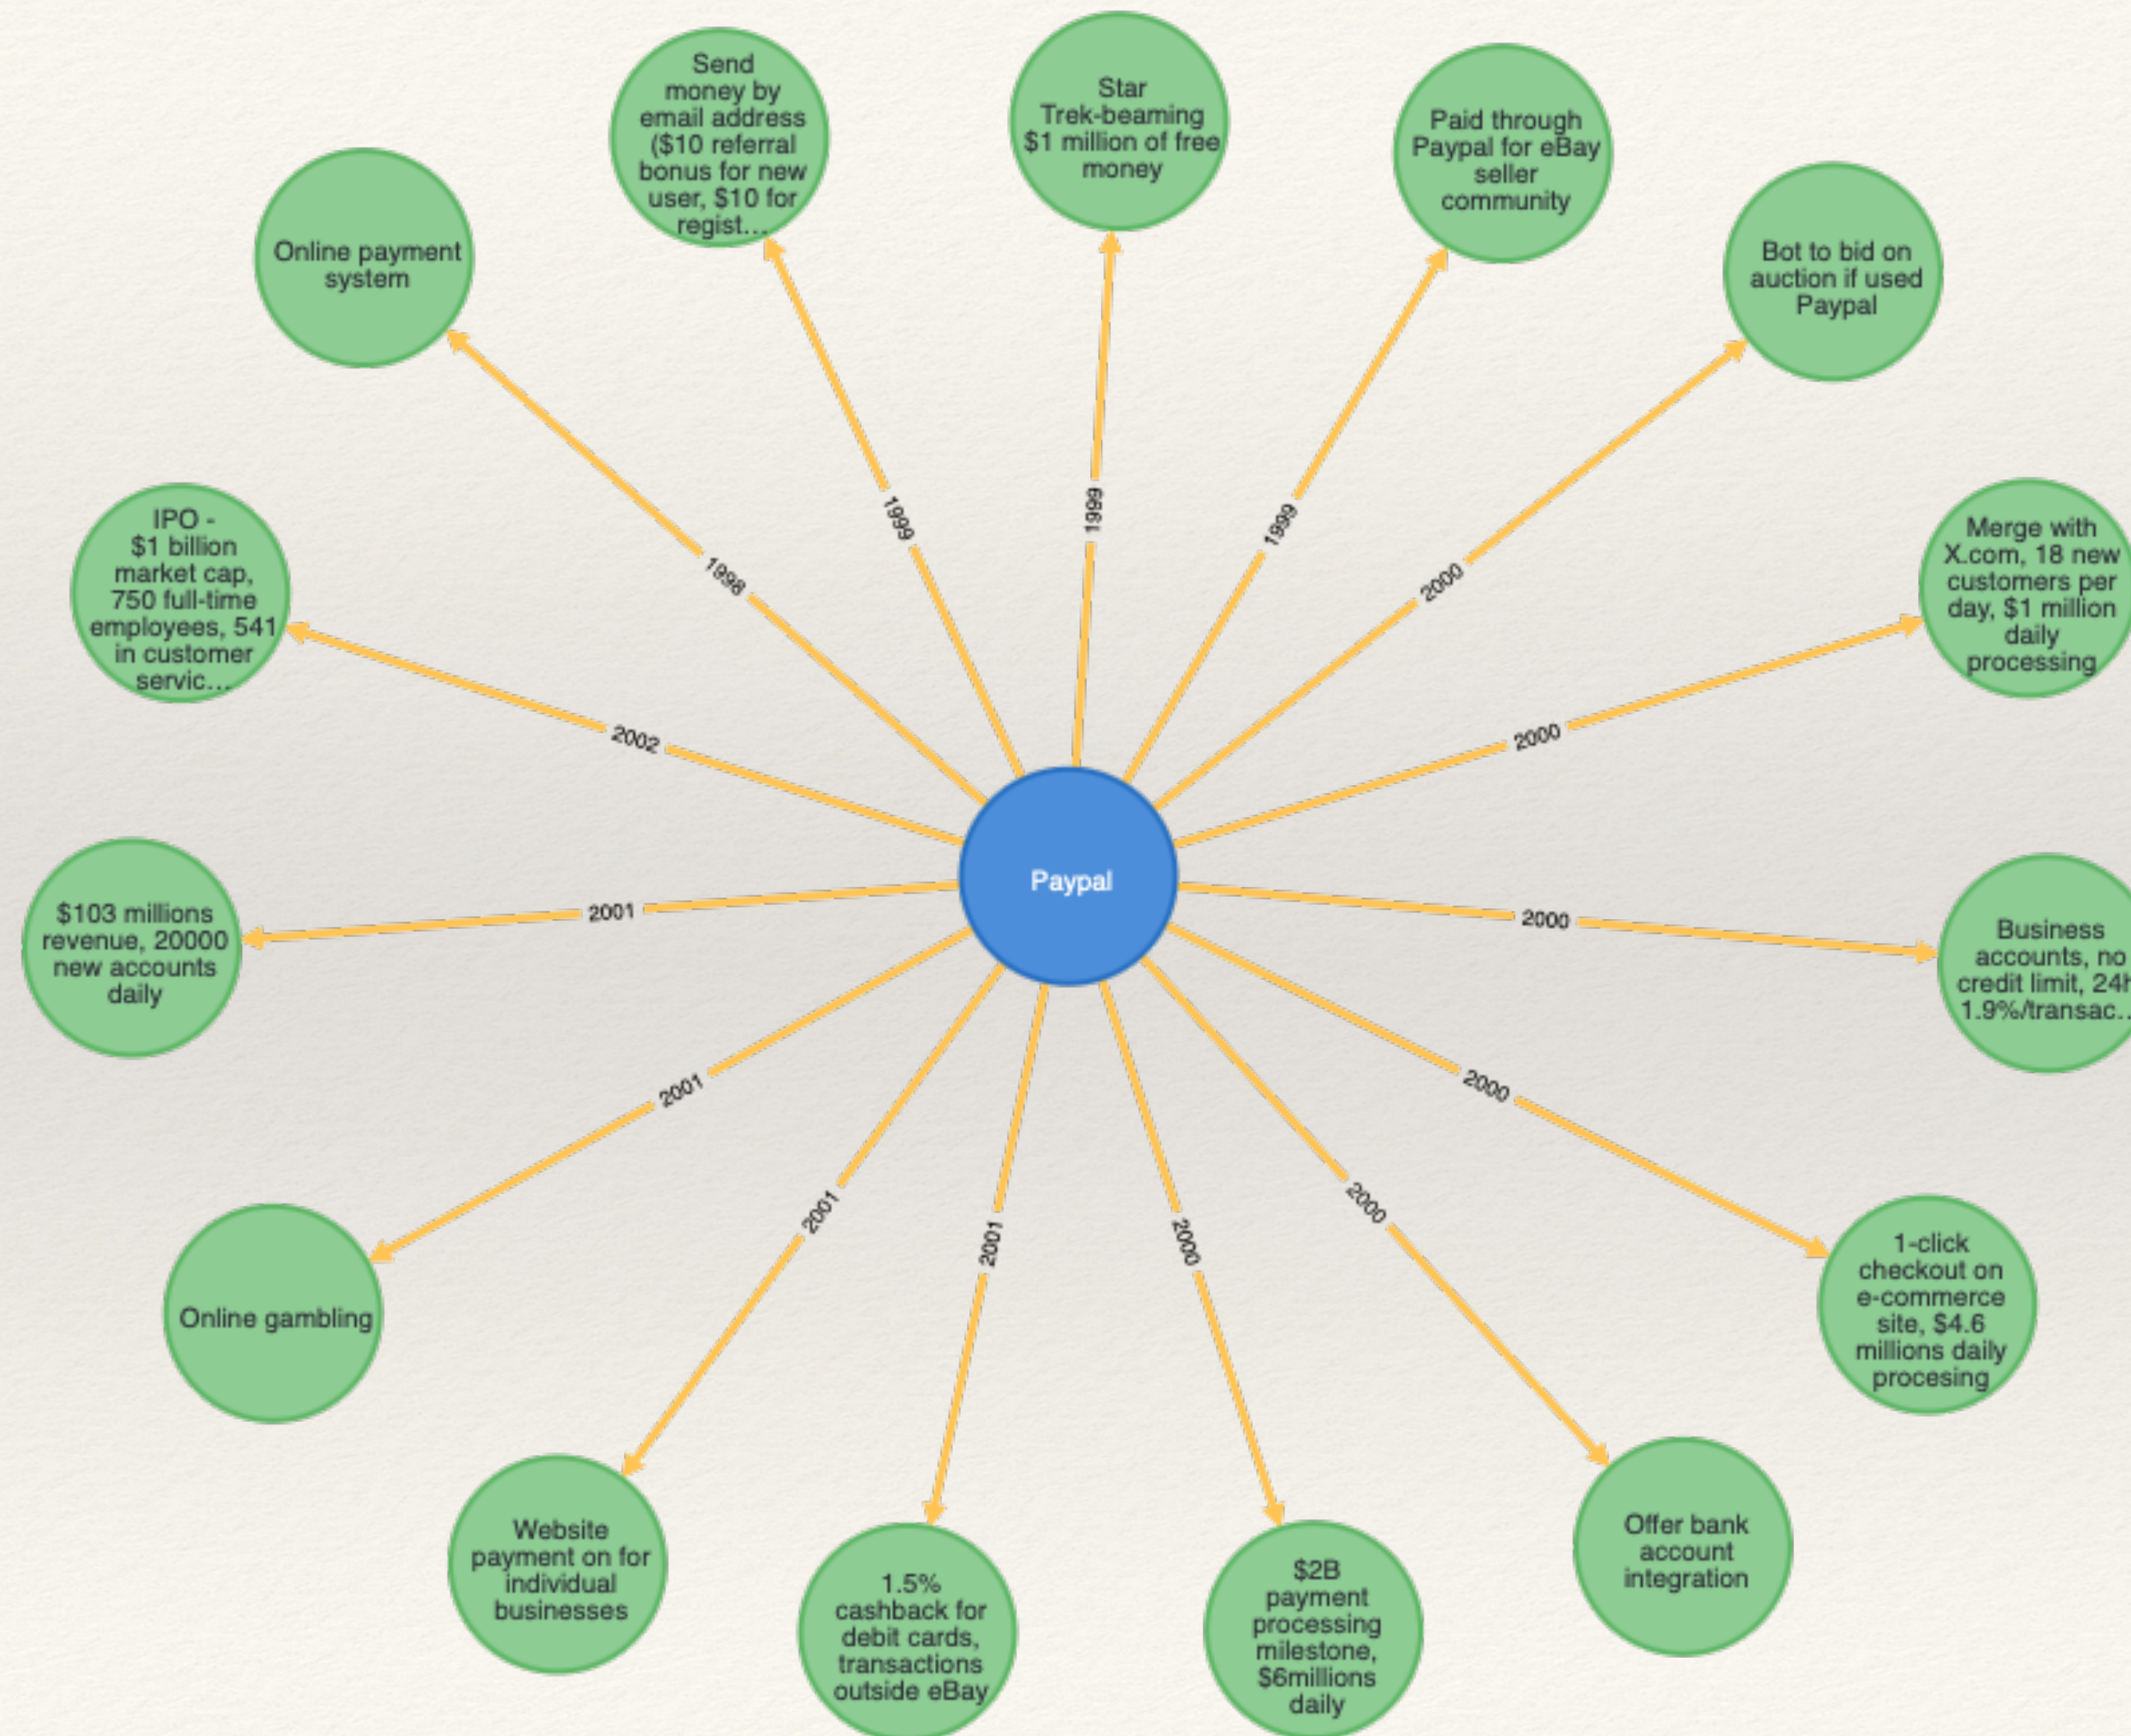 Send
money by
email address
($10 referral
bonus for new
user, $10 for
regist...
Star
Trek-beaming
$1 million of free
money
Paid through
Paypal for eBay
seller
community
Online payment
system
Bot to bid on
auction if used
Paypal
IPO -
$1 billion
market cap,
750 full-time
employees, 541
in customer
servic...
Merge with
X.com, 18 new
customers per
day, $1 million
daily
processing
1998
1999
1999
1999
2000
2000
2002
Paypal
$103 millions
revenue, 20000
new accounts
daily
2001
2000
Business
accounts, no
credit limit, 24h
1.9%/transac..
2001
2001
2001
2000
2000
2000
Online gambling
1-click
checkout on
e-commerce
site, $4.6
millions daily
procesing
Website
payment on for
individual
businesses
1.5%
cashback for
debit cards,
transactions
outside eBay
$2B
payment
processing
milestone,
$6millions
daily
Offer bank
account
integration